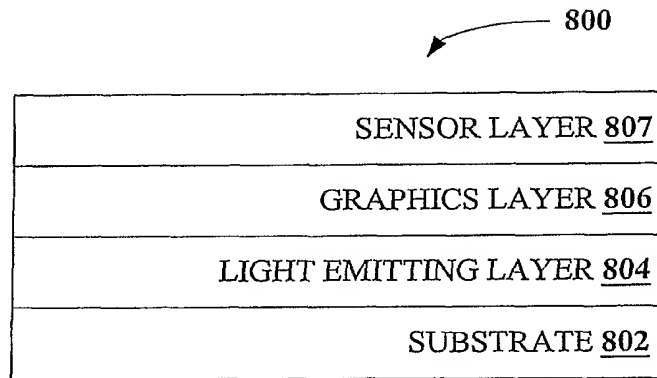 800
SENSOR LAYER 807
GRAPHICS LAYER 806
LIGHT EMITTING LAYER 804
SUBSTRATE 802